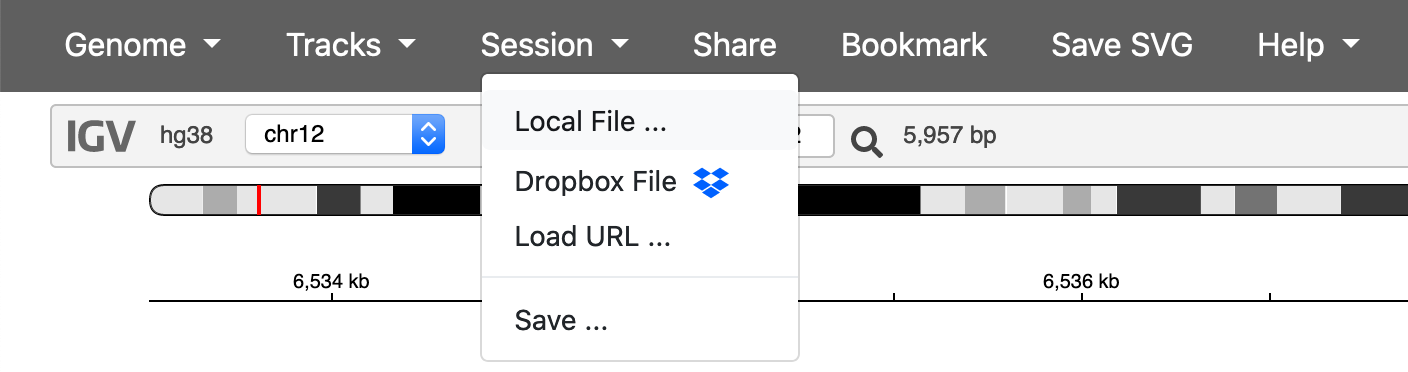 Genome Tracks Session Share Bookmark Save SVG Help
Local File ...
IGV hg38 chr12 2 5,957 bp
Dropbox File
Load URL ...
6,534 kb 6,536 kb
Save ...